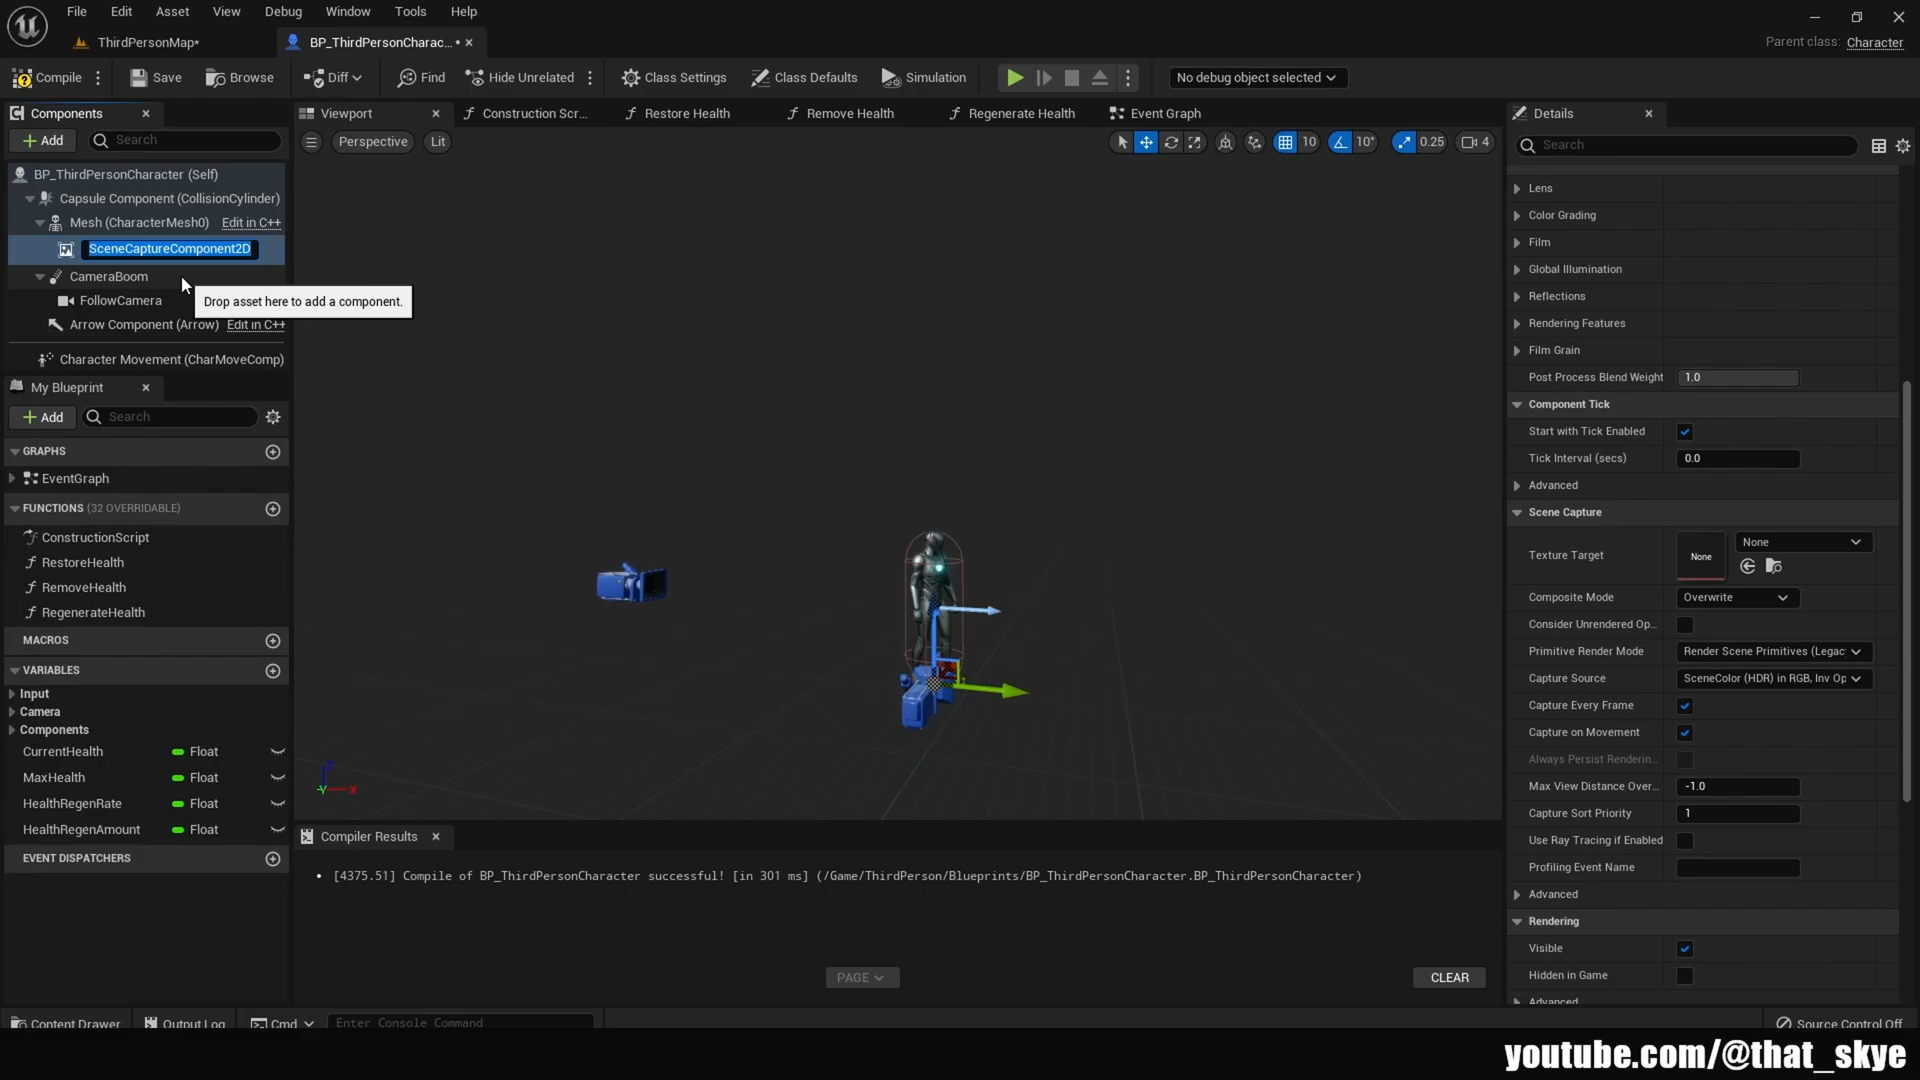 File Edit Asset View Debug Window Tools Help
ThirdPersonMap*
BP_ThirdPersonCharac... *
Parent class: Character
Compile Save Browse Diff Find Hide Unrelated Class Settings Class Defaults Simulation No debug object selected
Components
Add Search
BP_ThirdPersonCharacter (Self)
Capsule Component (CollisionCylinder)
Mesh (CharacterMesh0) Edit in C++
SceneCaptureComponent2D
CameraBoom
Drop asset here to add a component.
FollowCamera
Arrow Component (Arrow) Edit in C++
Character Movement (CharMoveComp)
My Blueprint
Add Search
GRAPHS
EventGraph
FUNCTIONS (32 OVERRIDABLE)
ConstructionScript
RestoreHealth
RemoveHealth
RegenerateHealth
MACROS
VARIABLES
Input
Camera
Components
CurrentHealth Float
MaxHealth Float
HealthRegenRate Float
HealthRegenAmount Float
EVENT DISPATCHERS
Viewport Construction Scr... Restore Health Remove Health Regenerate Health Event Graph
Perspective Lit 10 10° 0.25 4
Z
Y X
Compiler Results
[4375.51] Compile of BP_ThirdPersonCharacter successful! [in 301 ms] (/Game/ThirdPerson/Blueprints/BP_ThirdPersonCharacter.BP_ThirdPersonCharacter)
PAGE CLEAR
Details
Search
Lens
Color Grading
Film
Global Illumination
Reflections
Rendering Features
Film Grain
Post Process Blend Weight 1.0
Component Tick
Start with Tick Enabled
Tick Interval (secs) 0.0
Advanced
Scene Capture
Texture Target None None
Composite Mode Overwrite
Consider Unrendered Op...
Primitive Render Mode Render Scene Primitives (Legac
Capture Source SceneColor (HDR) in RGB, Inv Op
Capture Every Frame
Capture on Movement
Always Persist Renderin...
Max View Distance Over... -1.0
Capture Sort Priority 1
Use Ray Tracing if Enabled
Profiling Event Name
Advanced
Rendering
Visible
Hidden in Game
Advanced
Content Drawer Output Log Cmd Enter Console Command Source Control Off
youtube.com/@that_skye